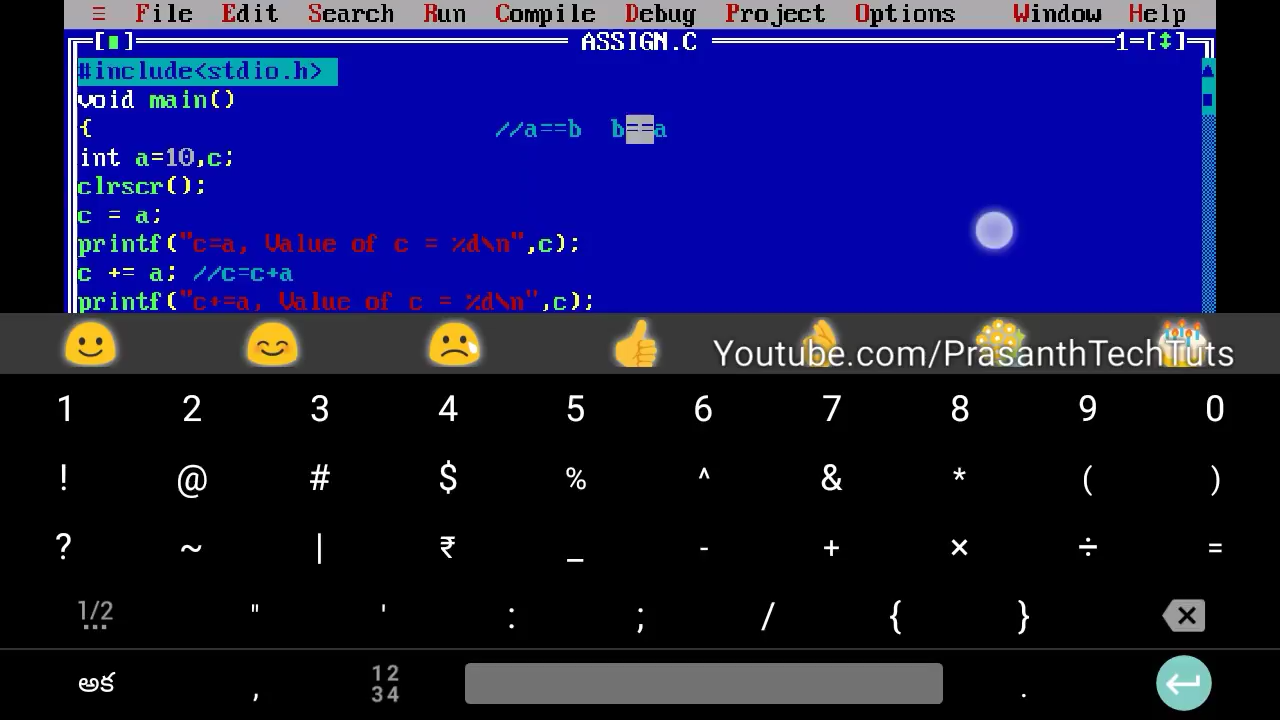 ≡ File Edit Search Run Compile Debug Project Options Window Help
[■] ASSIGN.C 1=[↕]
#include<stdio.h>
void main()
{ //a==b b==a
int a=10,c;
clrscr();
c = a;
printf("c=a, Value of c = %d\n",c);
c += a; //c=c+a
printf("c+=a, Value of c = %d\n",c);
Youtube.com/PrasanthTechTuts
1 2 3 4 5 6 7 8 9 0
! @ # $ % ^ & * ( )
? ~ | ₹ _ - + × ÷ =
1/2 " ' : ; / { }
అక , 12 .
34